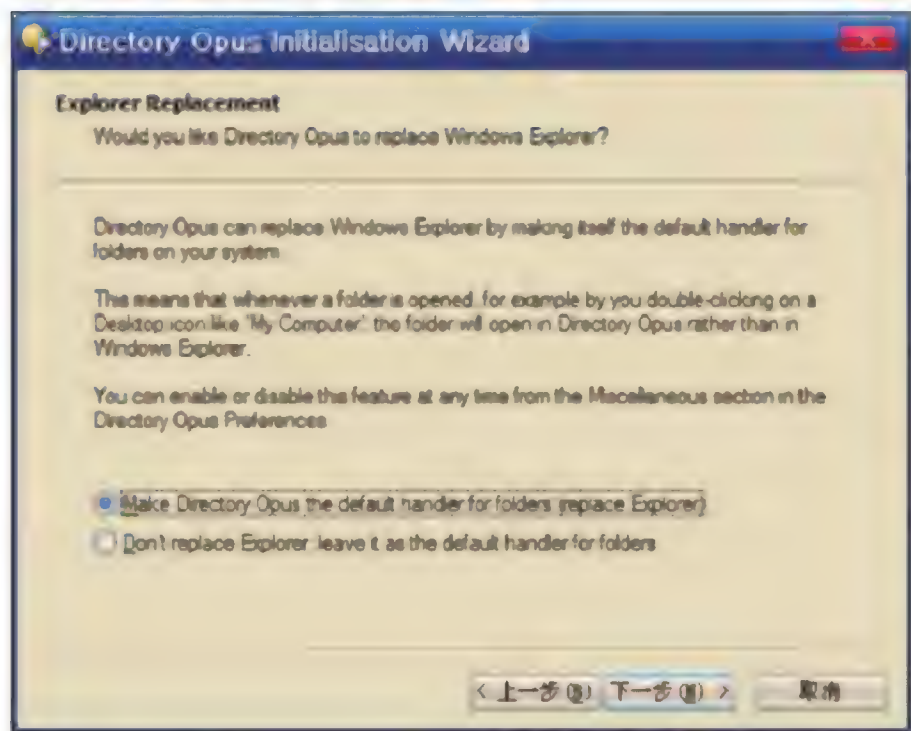 Directory Opus Initialisation Wizard
Explorer Replacement
Would you like Directory Opus to replace Windows Explorer?
Directory Opus can replace Windows Explorer by making itself the default handler for
folders on your system
This means that whenever a folder is opened, for example by you double-clicking on a
Desktop icon like 'My Computer' the folder will open in Directory Opus rather than in
Windows Explorer.
You can enable or disable this feature at any time from the Miscellaneous section in the
Directory Opus Preferences
Make Directory Opus the default handler for folders (replace Explorer)
Don't replace Explorer, leave it as the default handler for folders
< 上一步(B)
下一步(N) >
取消